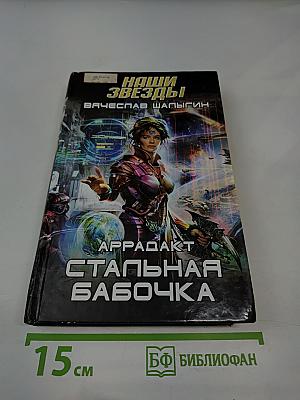 НАШИ
ЗВЕЗДЫ
ВЯЧЕСЛАВ ШАЛЫГИН
АРРАДАКТ
СТАЛЬНАЯ
БАБОЧКА
15 см
БФ БИБЛИОФАН